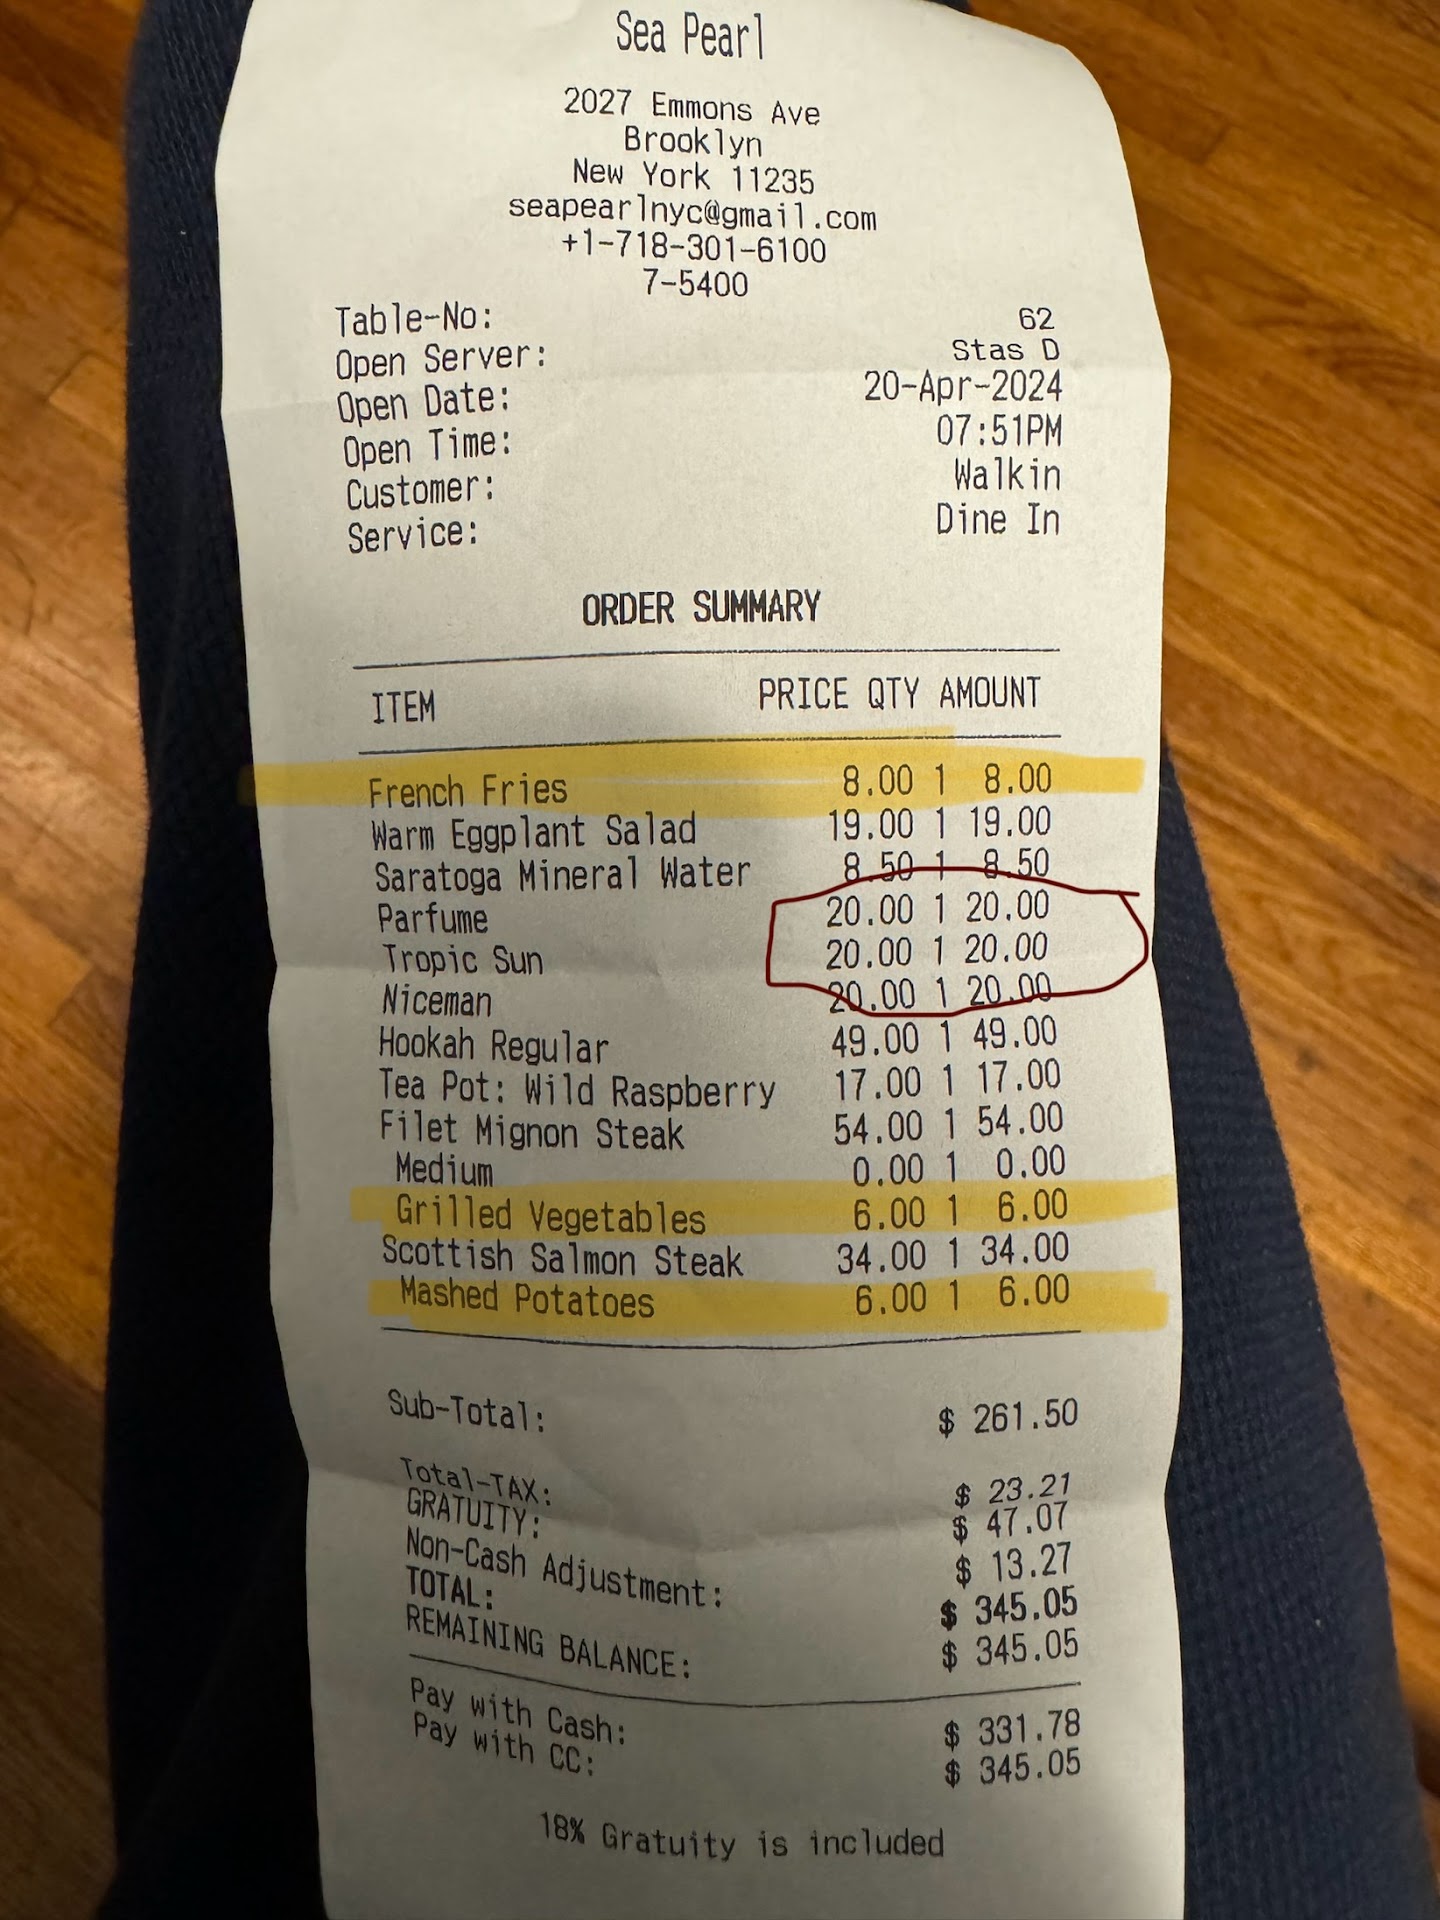 Sea Pearl
2027 Emmons Ave
Brooklyn
New York 11235
seapearlnyc@gmail.com
+1-718-301-6100
7-5400
Table-No: 62
Open Server: Stas D
Open Date: 20-Apr-2024
Open Time: 07:51PM
Customer: Walkin
Service: Dine In
ORDER SUMMARY
ITEM PRICE QTY AMOUNT
French Fries 8.00 1 8.00
Warm Eggplant Salad 19.00 1 19.00
Saratoga Mineral Water 8.50 1 8.50
Parfume 20.00 1 20.00
Tropic Sun 20.00 1 20.00
Niceman 20.00 1 20.00
Hookah Regular 49.00 1 49.00
Tea Pot: Wild Raspberry 17.00 1 17.00
Filet Mignon Steak 54.00 1 54.00
Medium 0.00 1 0.00
Grilled Vegetables 6.00 1 6.00
Scottish Salmon Steak 34.00 1 34.00
Mashed Potatoes 6.00 1 6.00
Sub-Total: $ 261.50
Total-TAX: $ 23.21
GRATUITY: $ 47.07
Non-Cash Adjustment: $ 13.27
TOTAL: $ 345.05
REMAINING BALANCE: $ 345.05
Pay with Cash: $ 331.78
Pay with CC: $ 345.05
18% Gratuity is included